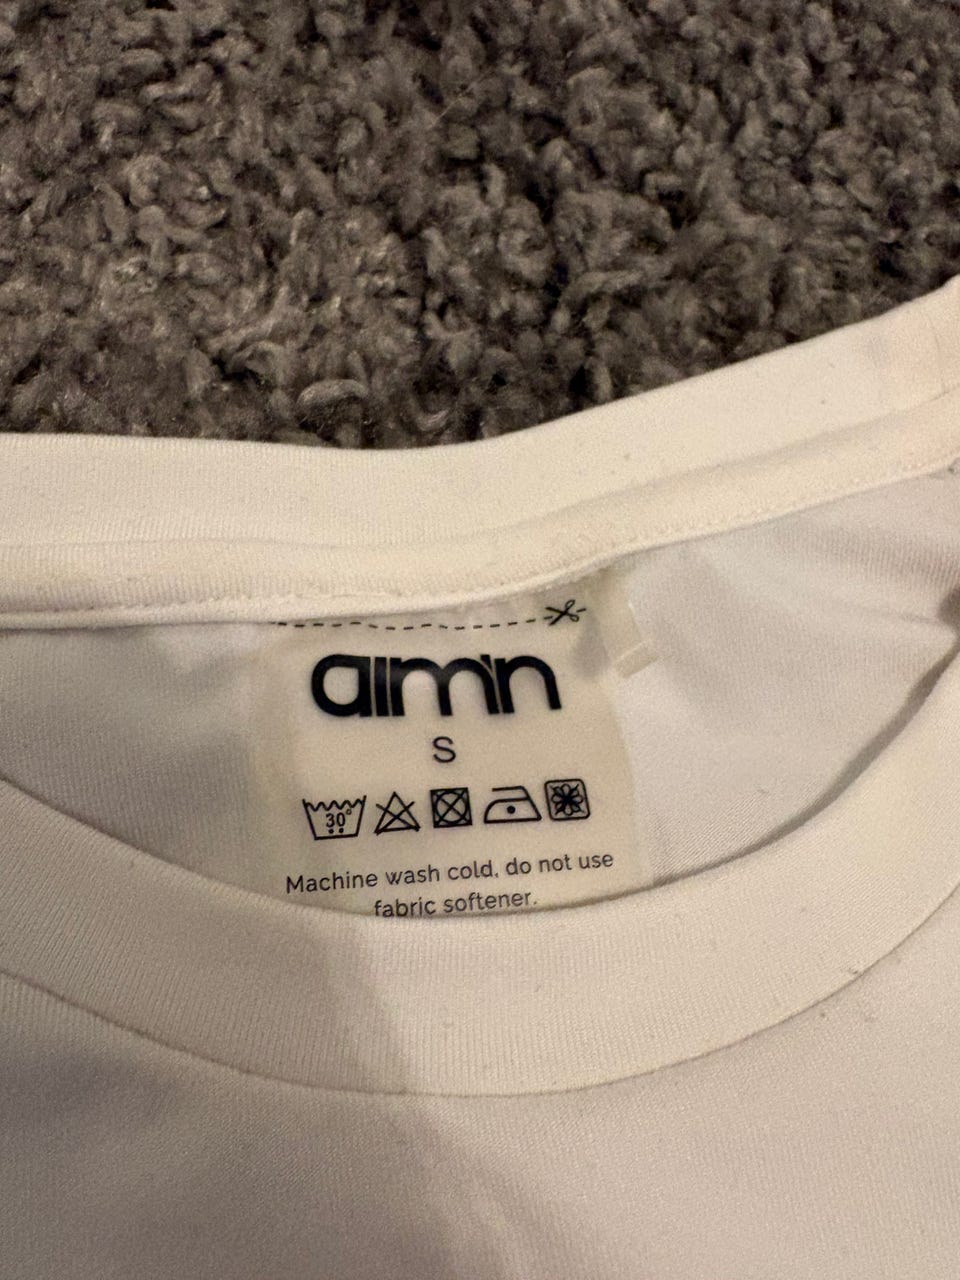 aim'n
S
30°
Machine wash cold, do not use
fabric softener.